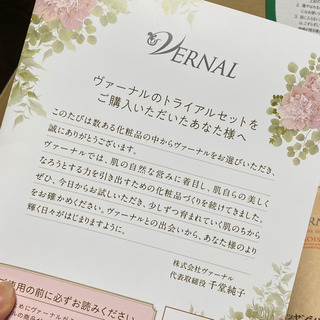 VERNAL
ヴァーナルのトライアルセットを
ご購入いただいたあなた様へ
このたびは数ある化粧品の中からヴァーナルをお選びいただき、
誠にありがとうございます。
ヴァーナルでは、肌の自然な営みに着目し、肌自らの美しく
なろうとする力を引き出すための化粧品づくりを続けてきました。
ぜひ、今日からお試しいただき、少しずつ育まれていく肌のちから
をお確かめください。ヴァーナルとの出会いから、あなた様のより
輝く日々がはじまりますように。
株式会社ヴァーナル
代表取締役 千堂純子
ご使用の前に必ずお読みください